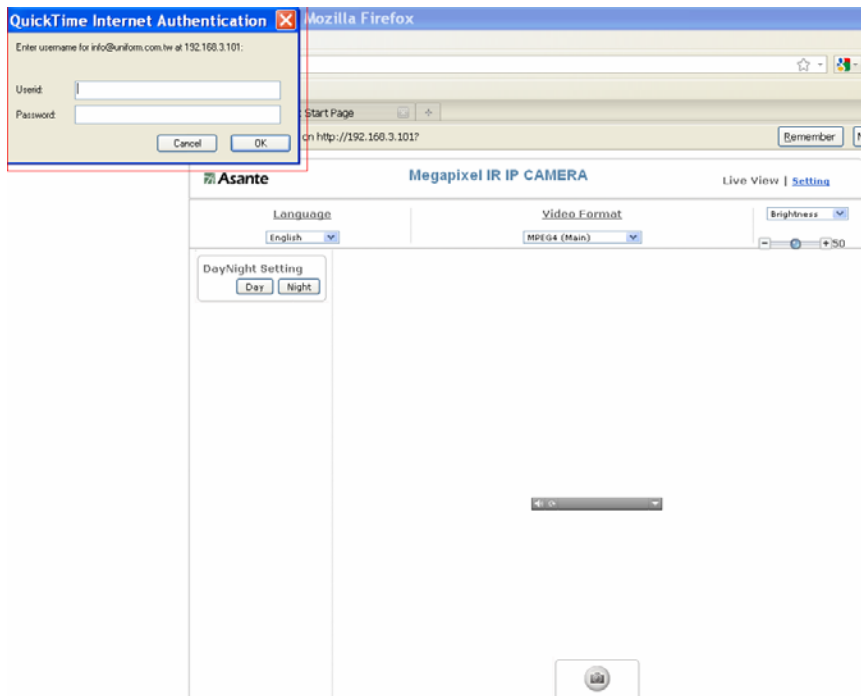 QuickTime Internet Authentication
Mozilla Firefox
Enter username for info@uniform.com.tw at 192.168.3.101:
Userid:
Password:
Cancel
OK
Start Page
on http://192.168.3.101?
Remember
Asante
Megapixel IR IP CAMERA
Live View | Setting
Language
Video Format
Brightness
English
MPEG4 (Main)
50
DayNight Setting
Day
Night